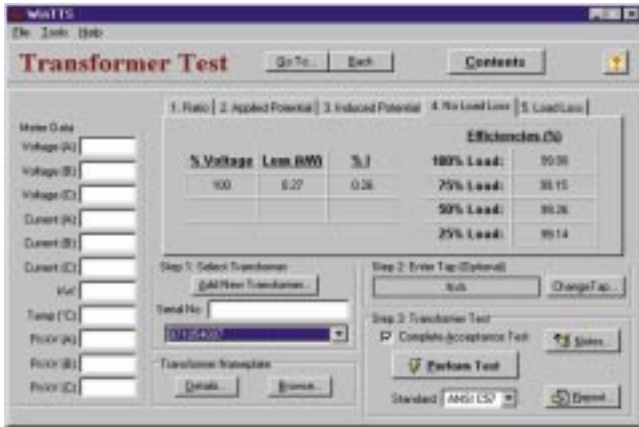 WinTTS
File Tools Help
Transformer Test
Go To... Back Contents
1. Ratio 2. Applied Potential 3. Induced Potential 4. No Load Loss 5. Load Loss
Meter Data
Voltage (A)
Voltage (B)
Voltage (C)
Current (A)
Current (B)
Current (C)
kW
Temp (°C)
Efficiencies (%)
% Voltage Loss (kW) % I
100 0.26
100% Load:
75% Load:
50% Load:
25% Load:
Step 1: Select Transformer
Add New Transformer...
Serial No:
Transformer Nameplate
Details... Browse...
Step 2: Enter Tap (Optional)
N/A Change Tap...
Step 3: Transformer Test
Complete Acceptance Test
Notes...
Perform Test
Standard ANSI C57 Report...